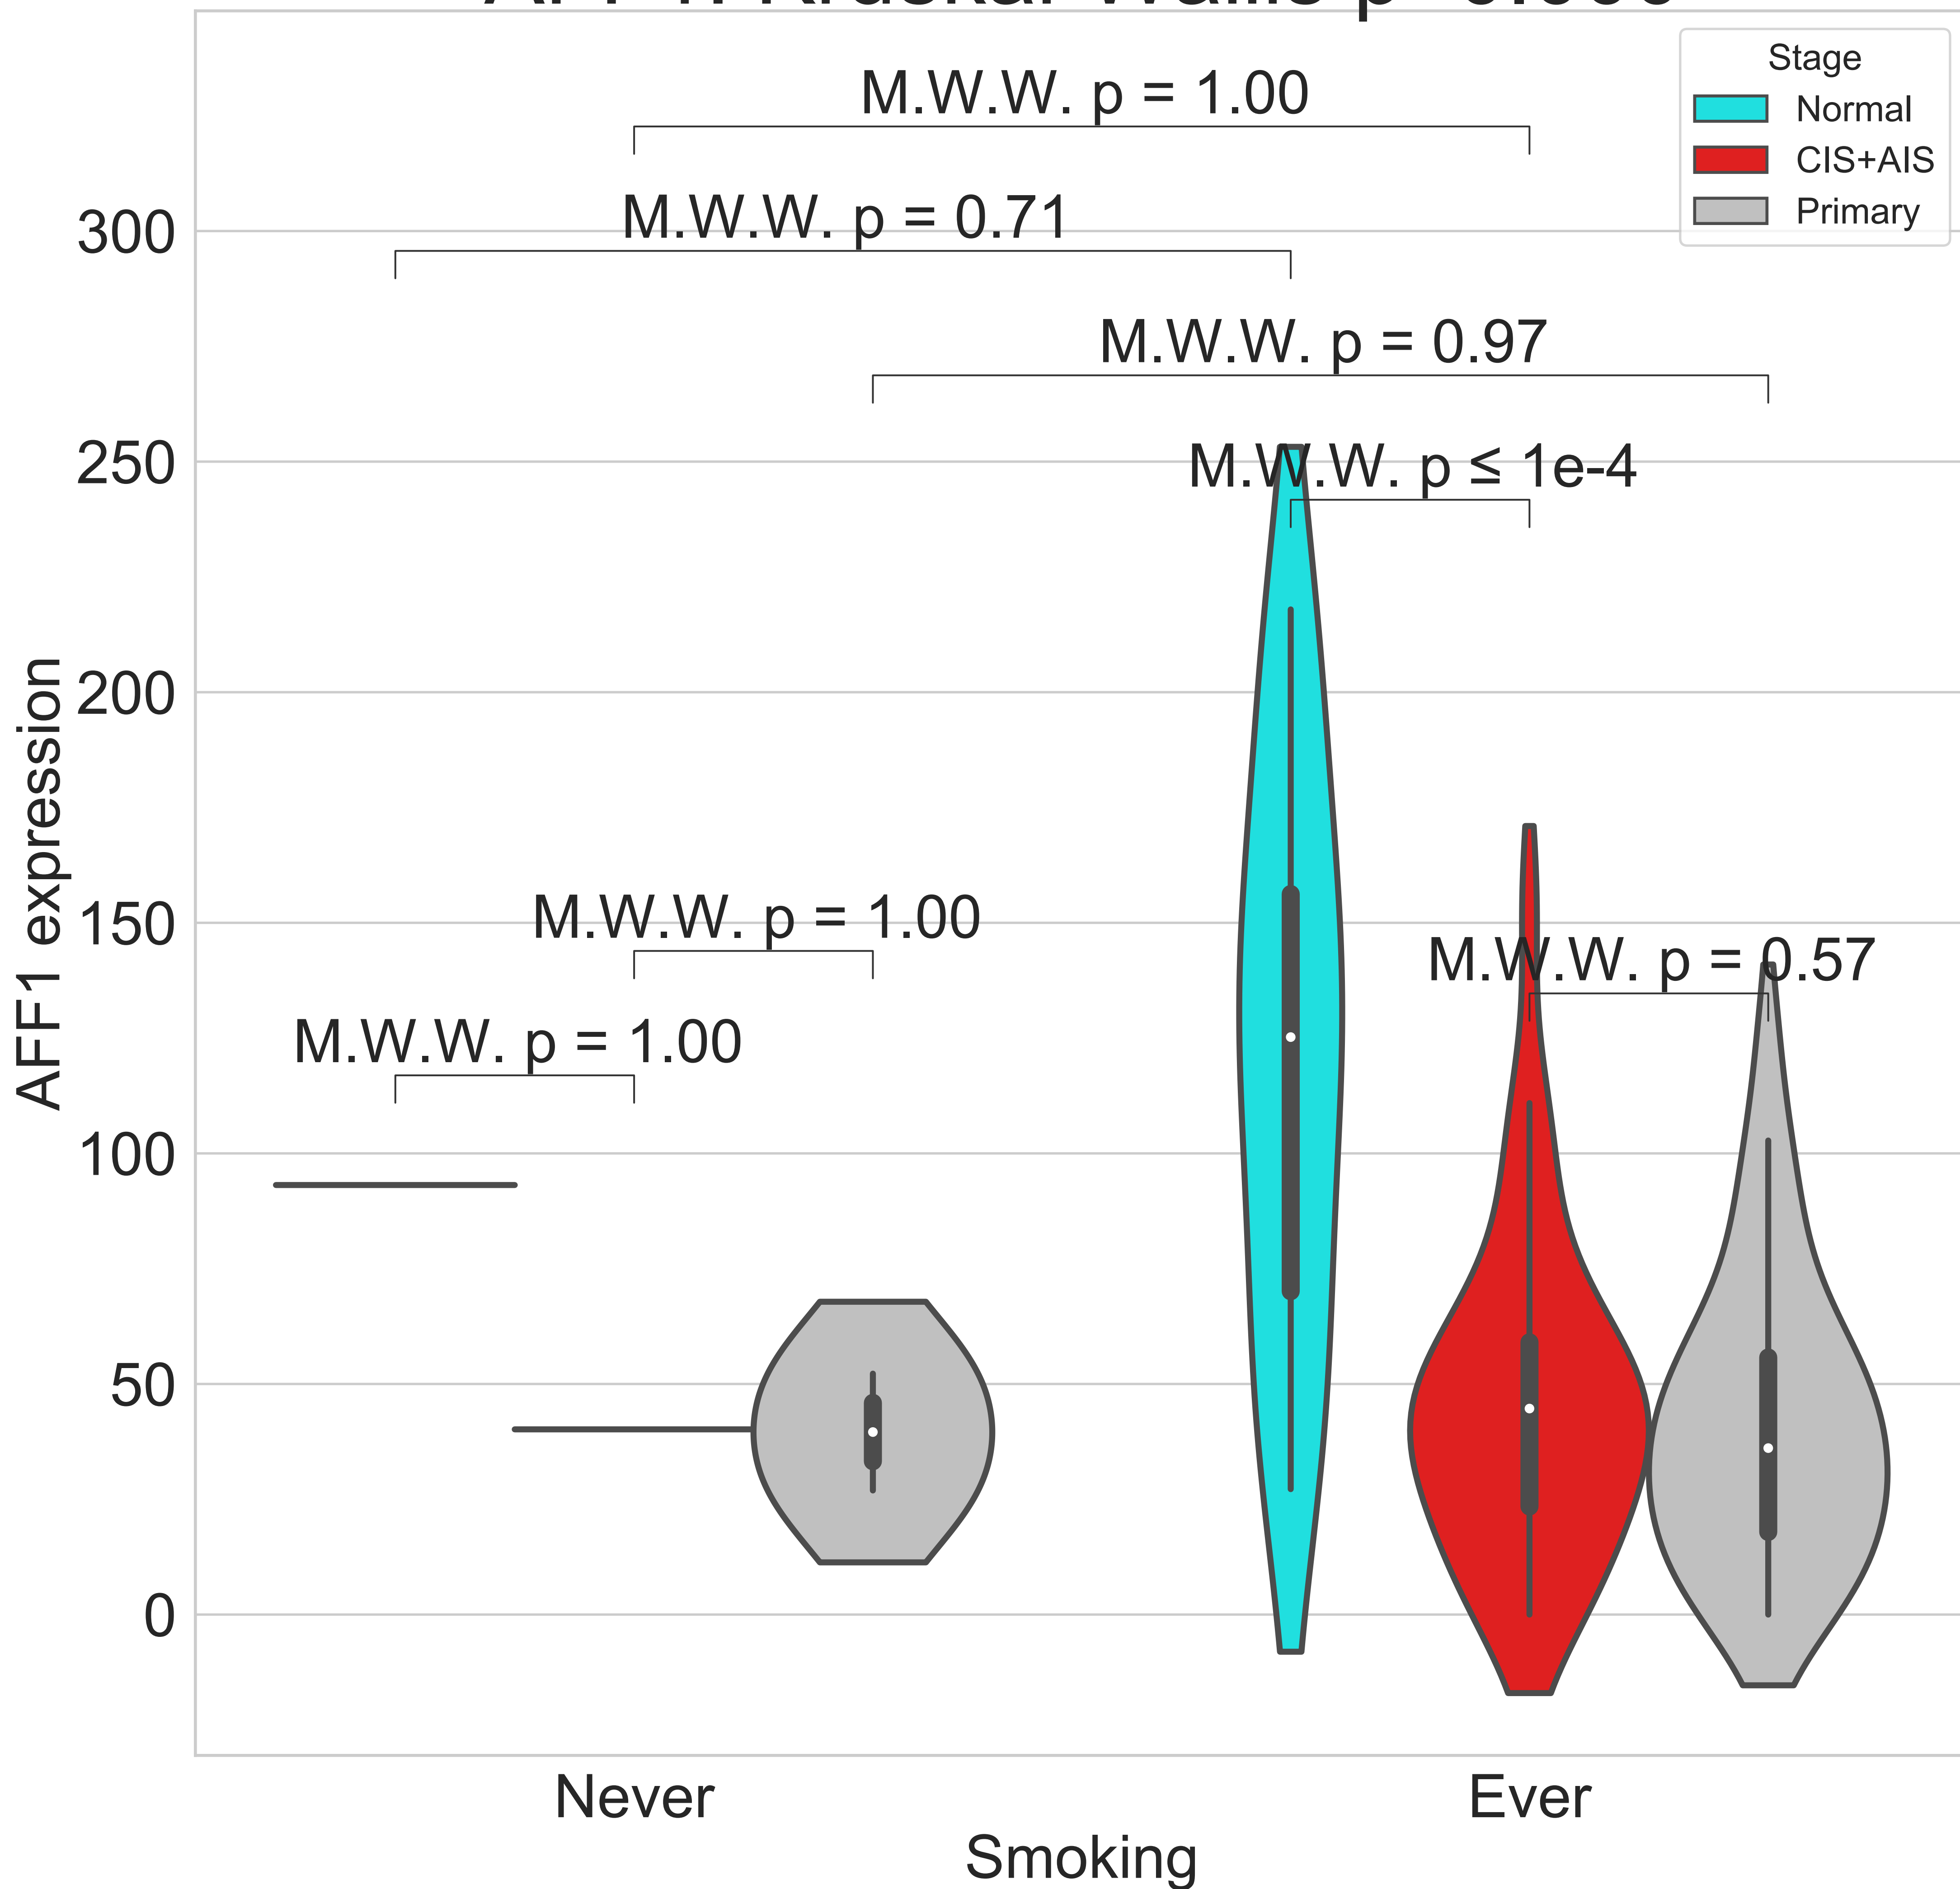 Stage
Normal
CIS+AIS
Primary
M.W.W. p = 1.00
M.W.W. p = 0.71
M.W.W. p = 0.97
M.W.W. p ≤ 1e-4
M.W.W. p = 1.00
M.W.W. p = 0.57
M.W.W. p = 1.00
300
250
200
150
100
50
0
AFF1 expression
Never
Ever
Smoking